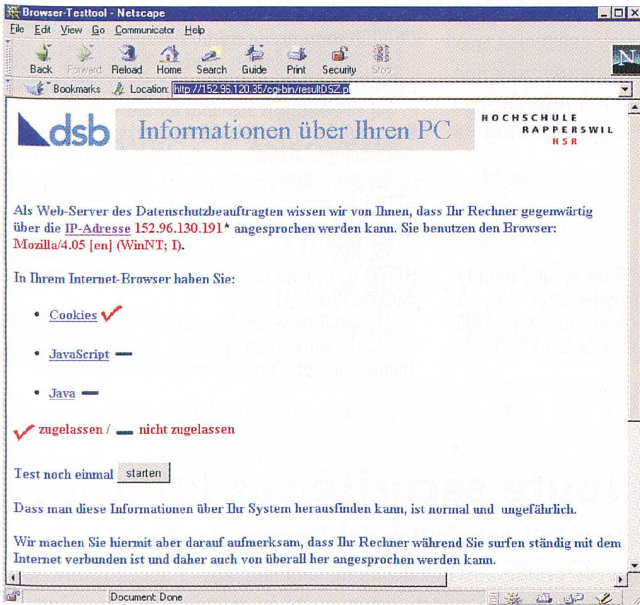 Browser-Testtool - Netscape
File Edit View Go Communicator Help
Back Forward Reload Home Search Guide Print Security Stop
N
Bookmarks Location: http://152.96.120.35/cgi-bin/resultDSZ.pl
dsb Informationen über Ihren PC
HOCHSCHULE
RAPPERSWIL
HSR
Als Web-Server des Datenschutzbeauftragten wissen wir von Ihnen, dass Ihr Rechner gegenwärtig
über die IP-Adresse 152.96.130.191* angesprochen werden kann. Sie benutzen den Browser:
Mozilla/4.05 [en] (WinNT; I).
In Ihrem Internet-Browser haben Sie:
• Cookies
• JavaScript
• Java
zugelassen / nicht zugelassen
Test noch einmal starten
Dass man diese Informationen über Ihr System herausfinden kann, ist normal und ungefährlich.
Wir machen Sie hiermit aber darauf aufmerksam, dass Ihr Rechner während Sie surfen ständig mit dem
Internet verbunden ist und daher auch von überall her angesprochen werden kann.
Document: Done